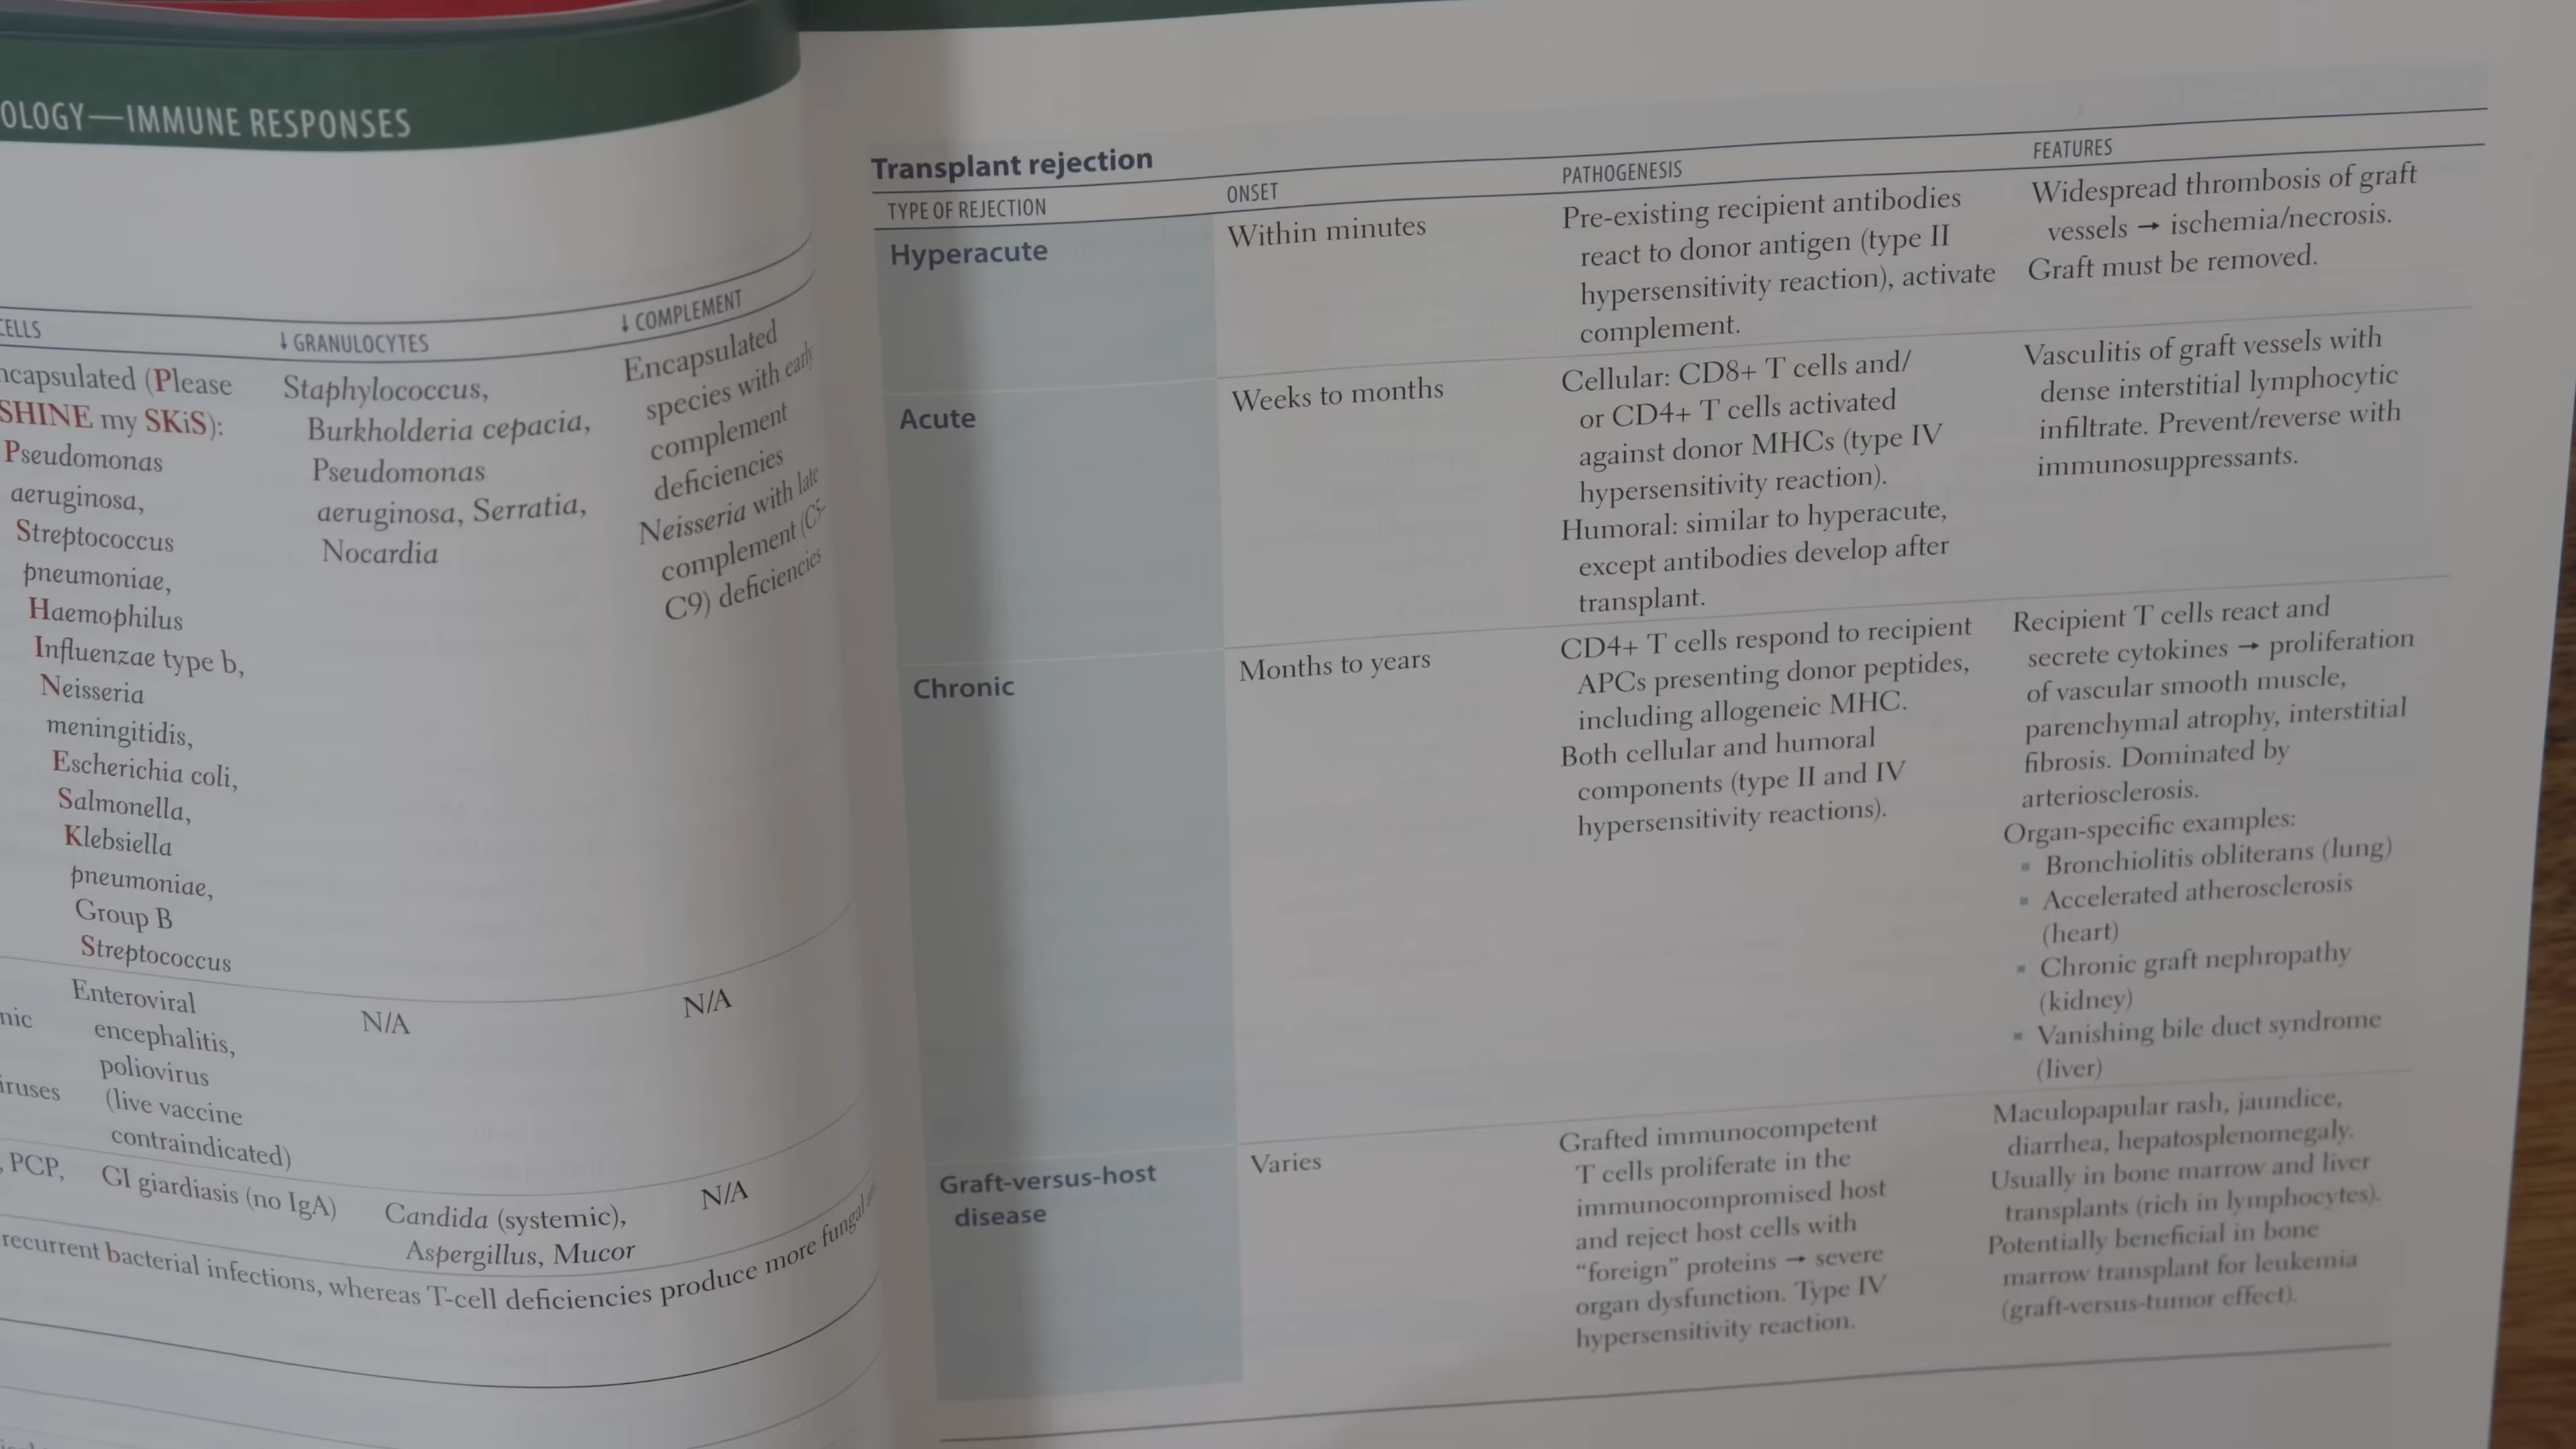 OLOGY—IMMUNE RESPONSES
CELLS
↓ GRANULOCYTES
↓ COMPLEMENT
ncapsulated (Please
SHINE my SKiS):
Pseudomonas
aeruginosa,
Streptococcus
pneumoniae,
Haemophilus
Influenzae type b,
Neisseria
meningitidis,
Escherichia coli,
Salmonella,
Klebsiella
pneumoniae,
Group B
Streptococcus
Staphylococcus,
Burkholderia cepacia,
Pseudomonas
aeruginosa, Serratia,
Nocardia
Encapsulated
species with early
complement
deficiencies
Neisseria with late
complement (C5–
C9) deficiencies
nic
iruses
Enteroviral
encephalitis,
poliovirus
(live vaccine
contraindicated)
N/A
N/A
, PCP,
GI giardiasis (no IgA)
Candida (systemic),
Aspergillus, Mucor
N/A
recurrent bacterial infections, whereas T-cell deficiencies produce more fungal
Transplant rejection
TYPE OF REJECTION
ONSET
PATHOGENESIS
FEATURES
Hyperacute
Within minutes
Pre-existing recipient antibodies
react to donor antigen (type II
hypersensitivity reaction), activate
complement.
Widespread thrombosis of graft
vessels → ischemia/necrosis.
Graft must be removed.
Acute
Weeks to months
Cellular: CD8+ T cells and/
or CD4+ T cells activated
against donor MHCs (type IV
hypersensitivity reaction).
Humoral: similar to hyperacute,
except antibodies develop after
transplant.
Vasculitis of graft vessels with
dense interstitial lymphocytic
infiltrate. Prevent/reverse with
immunosuppressants.
Chronic
Months to years
CD4+ T cells respond to recipient
APCs presenting donor peptides,
including allogeneic MHC.
Both cellular and humoral
components (type II and IV
hypersensitivity reactions).
Recipient T cells react and
secrete cytokines → proliferation
of vascular smooth muscle,
parenchymal atrophy, interstitial
fibrosis. Dominated by
arteriosclerosis.
Organ-specific examples:
▪ Bronchiolitis obliterans (lung)
▪ Accelerated atherosclerosis
(heart)
▪ Chronic graft nephropathy
(kidney)
▪ Vanishing bile duct syndrome
(liver)
Graft-versus-host
disease
Varies
Grafted immunocompetent
T cells proliferate in the
immunocompromised host
and reject host cells with
“foreign” proteins → severe
organ dysfunction. Type IV
hypersensitivity reaction.
Maculopapular rash, jaundice,
diarrhea, hepatosplenomegaly.
Usually in bone marrow and liver
transplants (rich in lymphocytes).
Potentially beneficial in bone
marrow transplant for leukemia
(graft-versus-tumor effect).